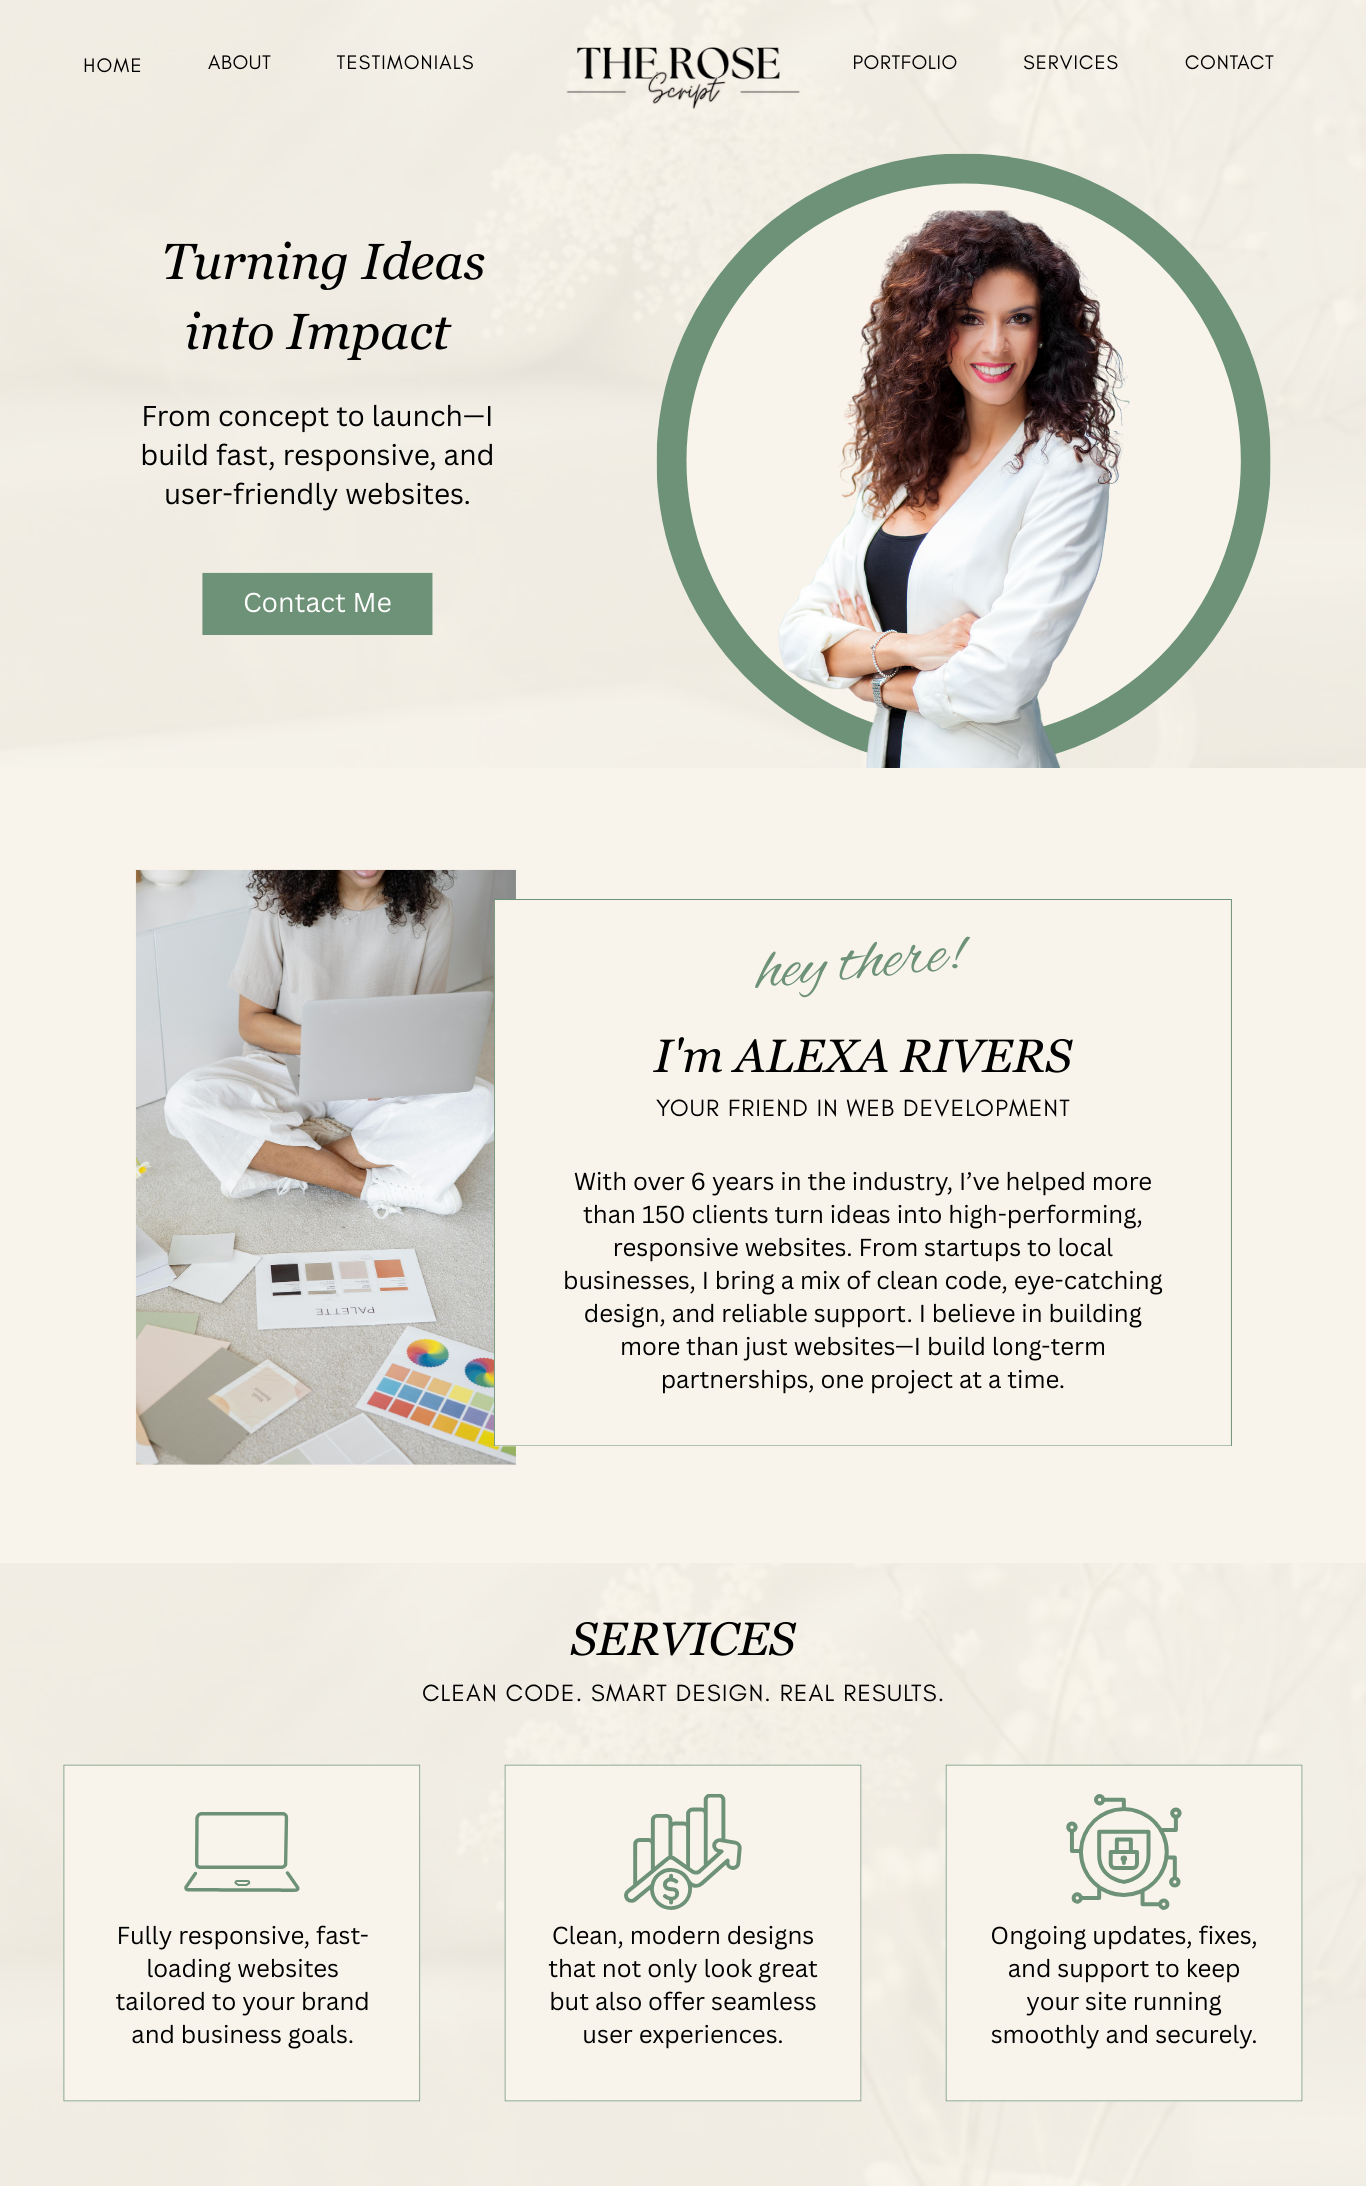 HOME ABOUT TESTIMONIALS THE ROSE PORTFOLIO SERVICES CONTACT
Script
Turning Ideas
into Impact
From concept to launch—I
build fast, responsive, and
user-friendly websites.
Contact Me
hey there!
I'm ALEXA RIVERS
YOUR FRIEND IN WEB DEVELOPMENT
With over 6 years in the industry, I’ve helped more
than 150 clients turn ideas into high-performing,
responsive websites. From startups to local
businesses, I bring a mix of clean code, eye-catching
design, and reliable support. I believe in building
more than just websites—I build long-term
partnerships, one project at a time.
PALETTE
SERVICES
CLEAN CODE. SMART DESIGN. REAL RESULTS.
Fully responsive, fast-
loading websites
tailored to your brand
and business goals.
$
Clean, modern designs
that not only look great
but also offer seamless
user experiences.
Ongoing updates, fixes,
and support to keep
your site running
smoothly and securely.